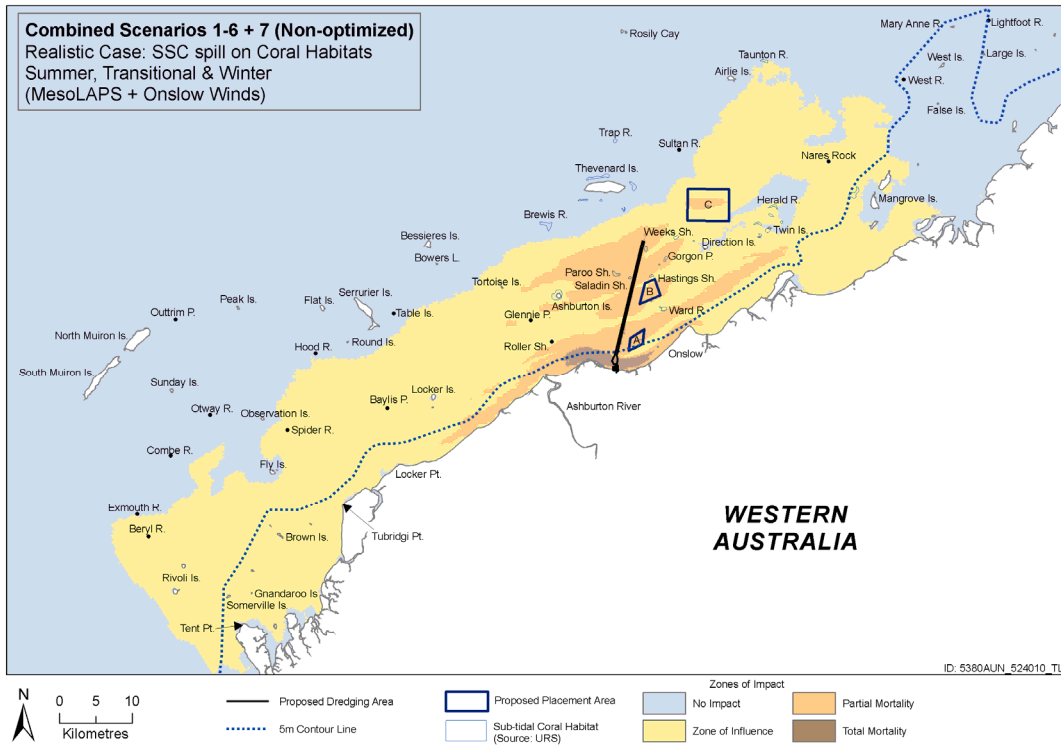 Combined Scenarios 1-6 + 7 (Non-optimized)
Realistic Case: SSC spill on Coral Habitats
Summer, Transitional & Winter
(MesoLAPS + Onslow Winds)
Rosily Cay
Mary Anne R.
Lightfoot R.
Taunton R.
West Is.
Large Is.
Airlie Is.
West R.
False Is.
Trap R.
Sultan R.
Nares Rock
Thevenard Is.
Mangrove Is.
C
Herald R.
Brewis R.
Twin Is.
Weeks Sh.
Direction Is.
Bessieres Is.
Gorgon P.
Bowers L.
Paroo Sh.
Hastings Sh.
Saladin Sh.
Tortoise Is.
B
Serrurier Is.
Peak Is.
Flat Is.
Ashburton Is.
Ward R.
Outtrim P.
Table Is.
Glennie P.
North Muiron Is.
A
Hood R.
Round Is.
Roller Sh.
Onslow
South Muiron Is.
Sunday Is.
Locker Is.
Ashburton River
Otway R.
Observation Is.
Baylis P.
Spider R.
Combe R.
Fly Is.
Locker Pt.
Exmouth R.
Beryl R.
Brown Is.
Tubridgi Pt.
WESTERN
AUSTRALIA
Rivoli Is.
Gnandaroo Is.
Somerville Is.
Tent Pt.
ID: 5380AUN_524010_TL
N
0 5 10
Kilometres
Proposed Dredging Area
5m Contour Line
Proposed Placement Area
Sub-tidal Coral Habitat
(Source: URS)
Zones of Impact
No Impact
Zone of Influence
Partial Mortality
Total Mortality